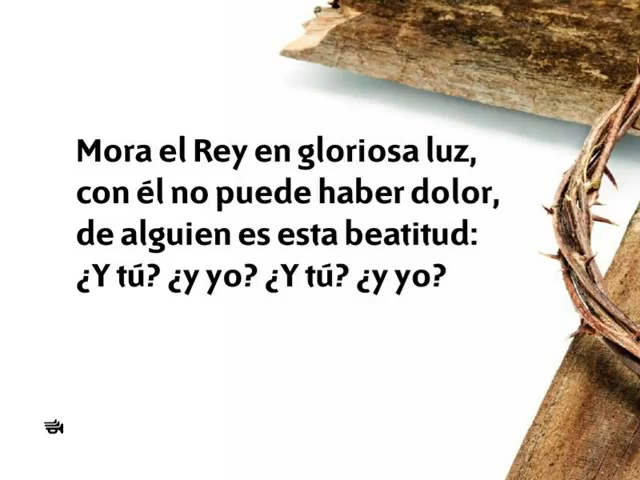 Mora el Rey en gloriosa luz,
con él no puede haber dolor,
de alguien es esta beatitud:
¿Y tú? ¿y yo? ¿Y tú? ¿y yo?